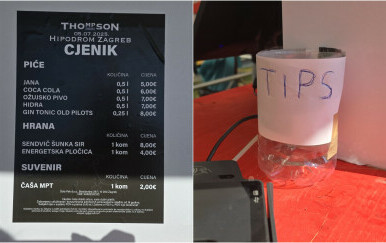 THOMPSON
05.07.2025.
HIPODROM ZAGREB
CJENIK
PIĆE
KOLIČINA CIJENA
JANA 0,5 l 5,00€
COCA COLA 0,5 l 6,00€
OŽUJSKO PIVO 0,5 l 7,00€
HIDRA 0,5 l 7,00€
GIN TONIC OLD PILOTS 0,25 l 8,00€
HRANA
KOLIČINA CIJENA
SENDVIČ ŠUNKA SIR 1 kom 8,00€
ENERGETSKA PLOČICA 1 kom 4,00€
SUVENIR
KOLIČINA CIJENA
ČAŠA MPT 1 kom 2,00€
TIPS